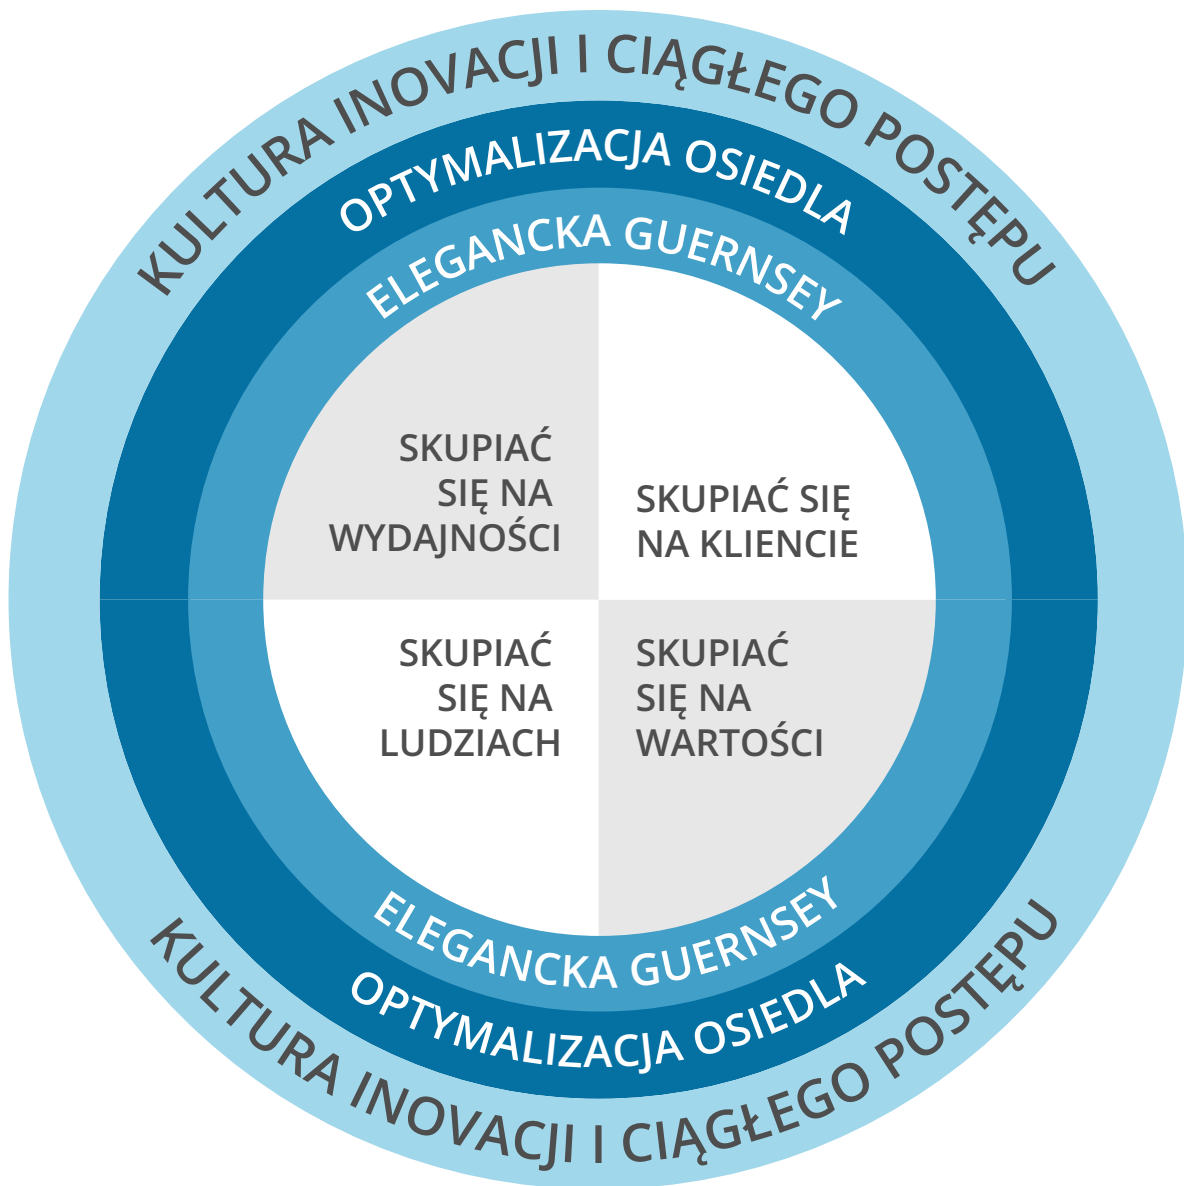 KULTURA INOVACJI I CIĄGŁEGO POSTĘPU
OPTYMALIZACJA OSIEDLA
ELEGANCKA GUERNSEY
SKUPIAĆ
SIĘ NA
WYDAJNOŚCI
SKUPIAĆ SIĘ
NA KLIENCIE
SKUPIAĆ
SIĘ NA
LUDZIACH
SKUPIAĆ
SIĘ NA
WARTOŚCI
ELEGANCKA GUERNSEY
OPTYMALIZACJA OSIEDLA
KULTURA INOVACJI I CIĄGŁEGO POSTĘPU